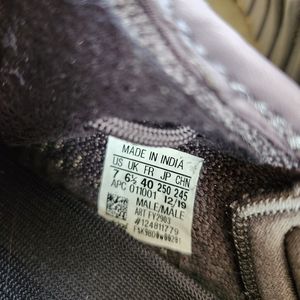 MADE IN INDIA
US UK FR JP CHN
7 6½ 40 250 245
APC 011001 12/19
MALE/MALE
ART FY2903
#124811779